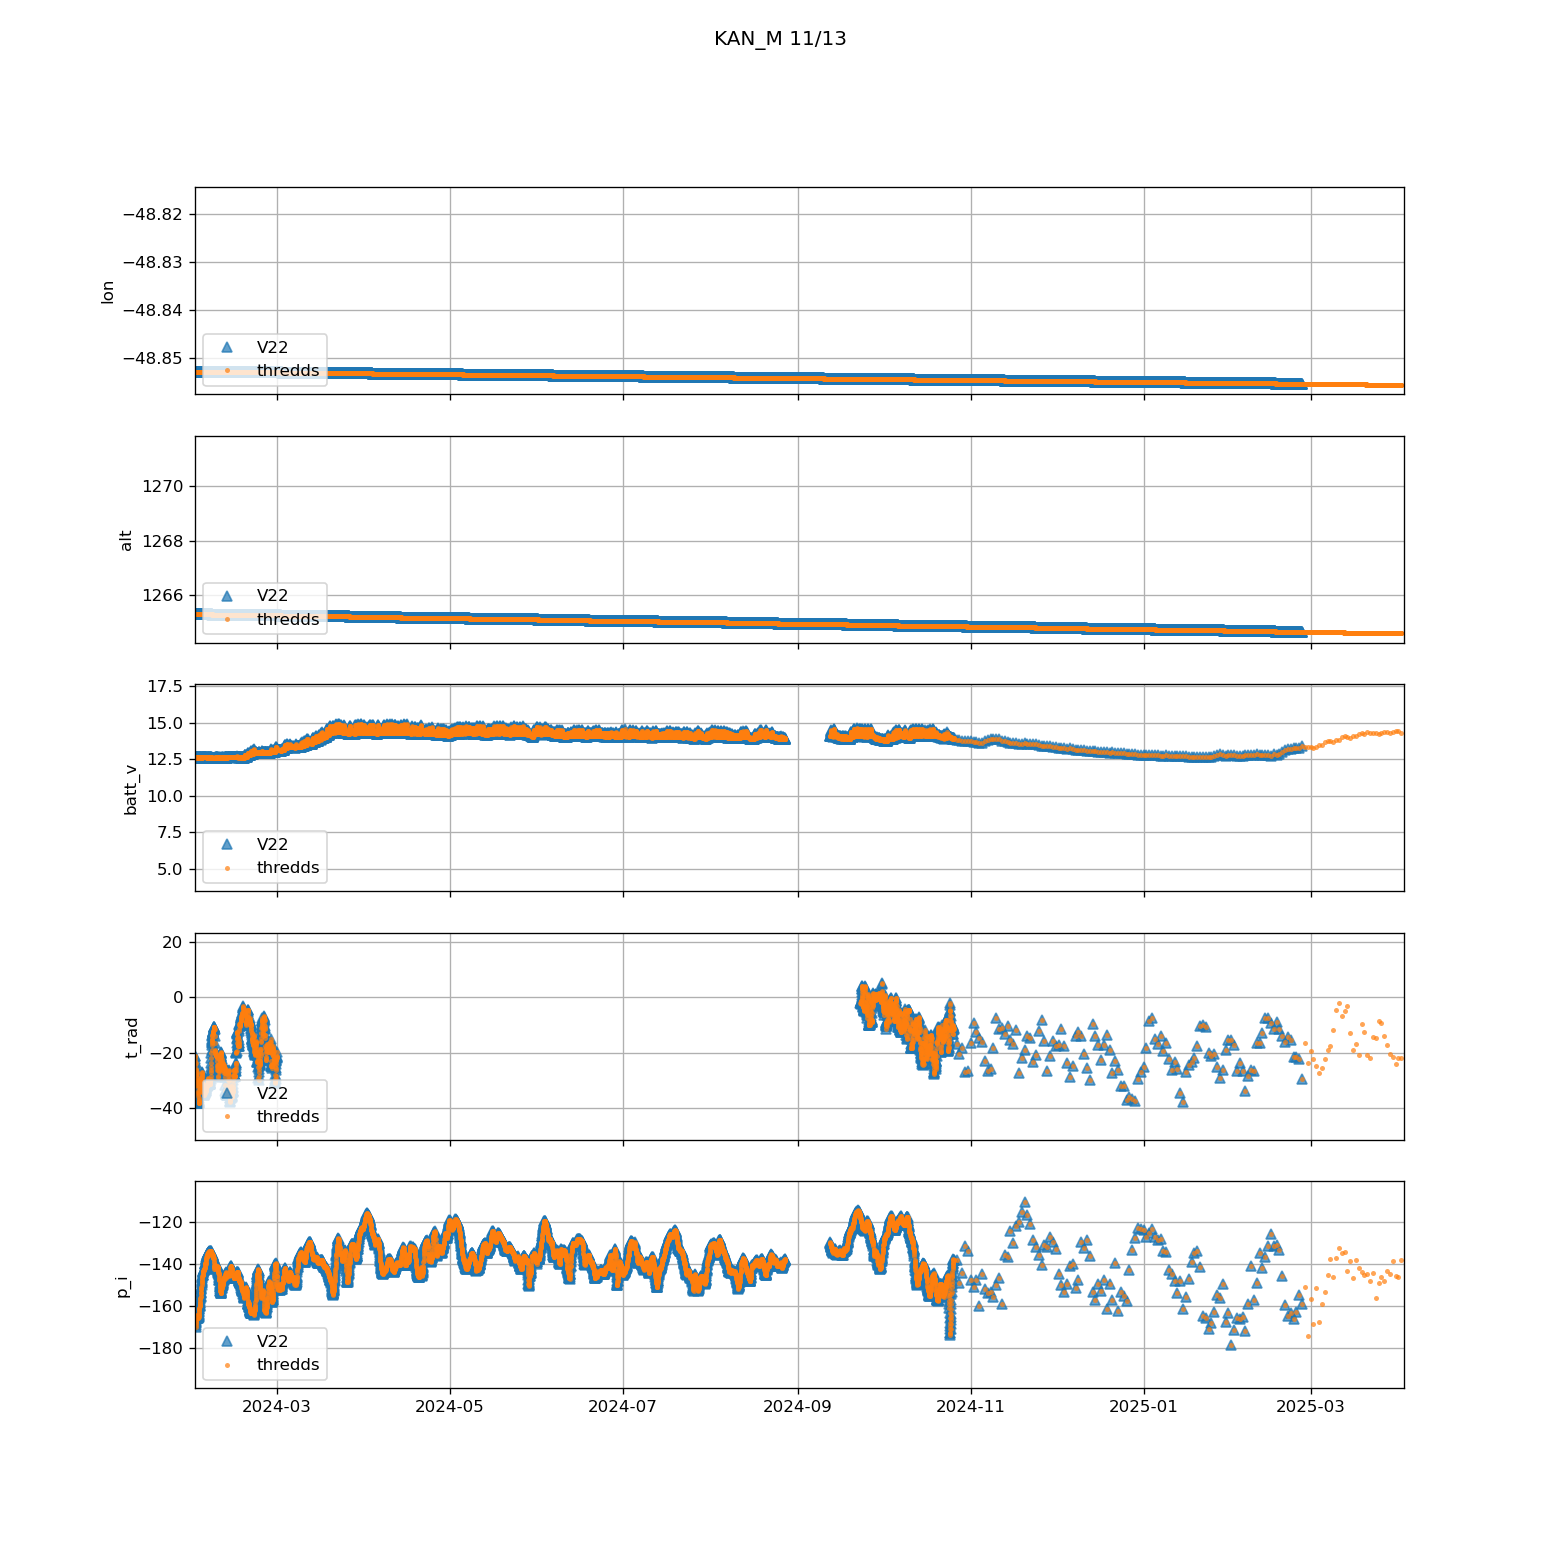 KAN_M 11/13
−48.82
−48.83
−48.84
−48.85
lon
V22
thredds
1270
1268
1266
alt
V22
thredds
17.5
15.0
12.5
10.0
7.5
5.0
batt_v
V22
thredds
20
0
−20
−40
t_rad
V22
thredds
−120
−140
−160
−180
p_i
V22
thredds
2024-03 2024-05 2024-07 2024-09 2024-11 2025-01 2025-03